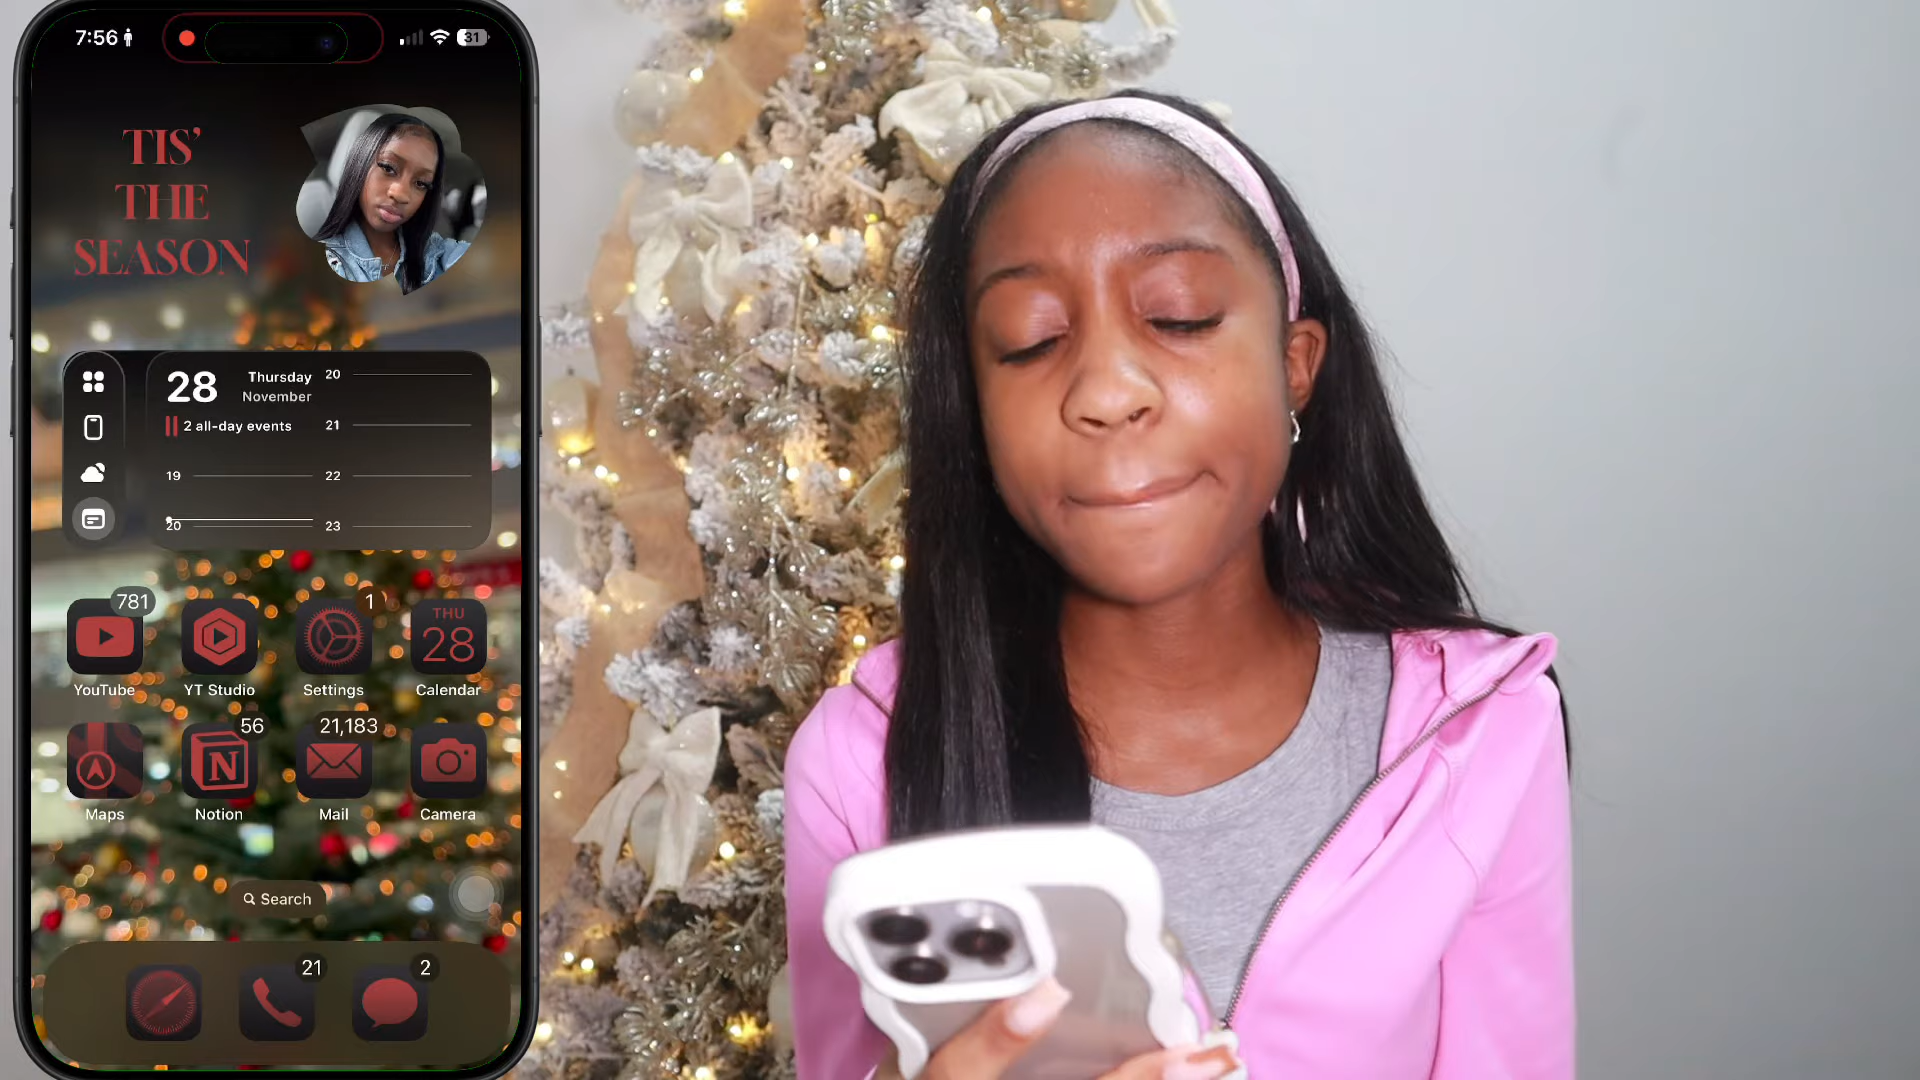 7:56
31
TIS'
THE
SEASON
28
Thursday
November
2 all-day events
19
20
20
21
22
23
781
1
THU
28
YouTube
YT Studio
Settings
Calendar
56
21,183
N
Maps
Notion
Mail
Camera
Search
21
2